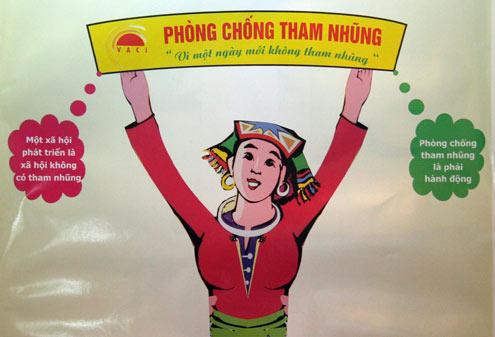 VACI
PHÒNG CHỐNG THAM NHŨNG
"Vì một ngày mới không tham nhũng"
Một xã hội
phát triển là
xã hội không
có tham nhũng
Phòng chống
tham nhũng
là phải
hành động